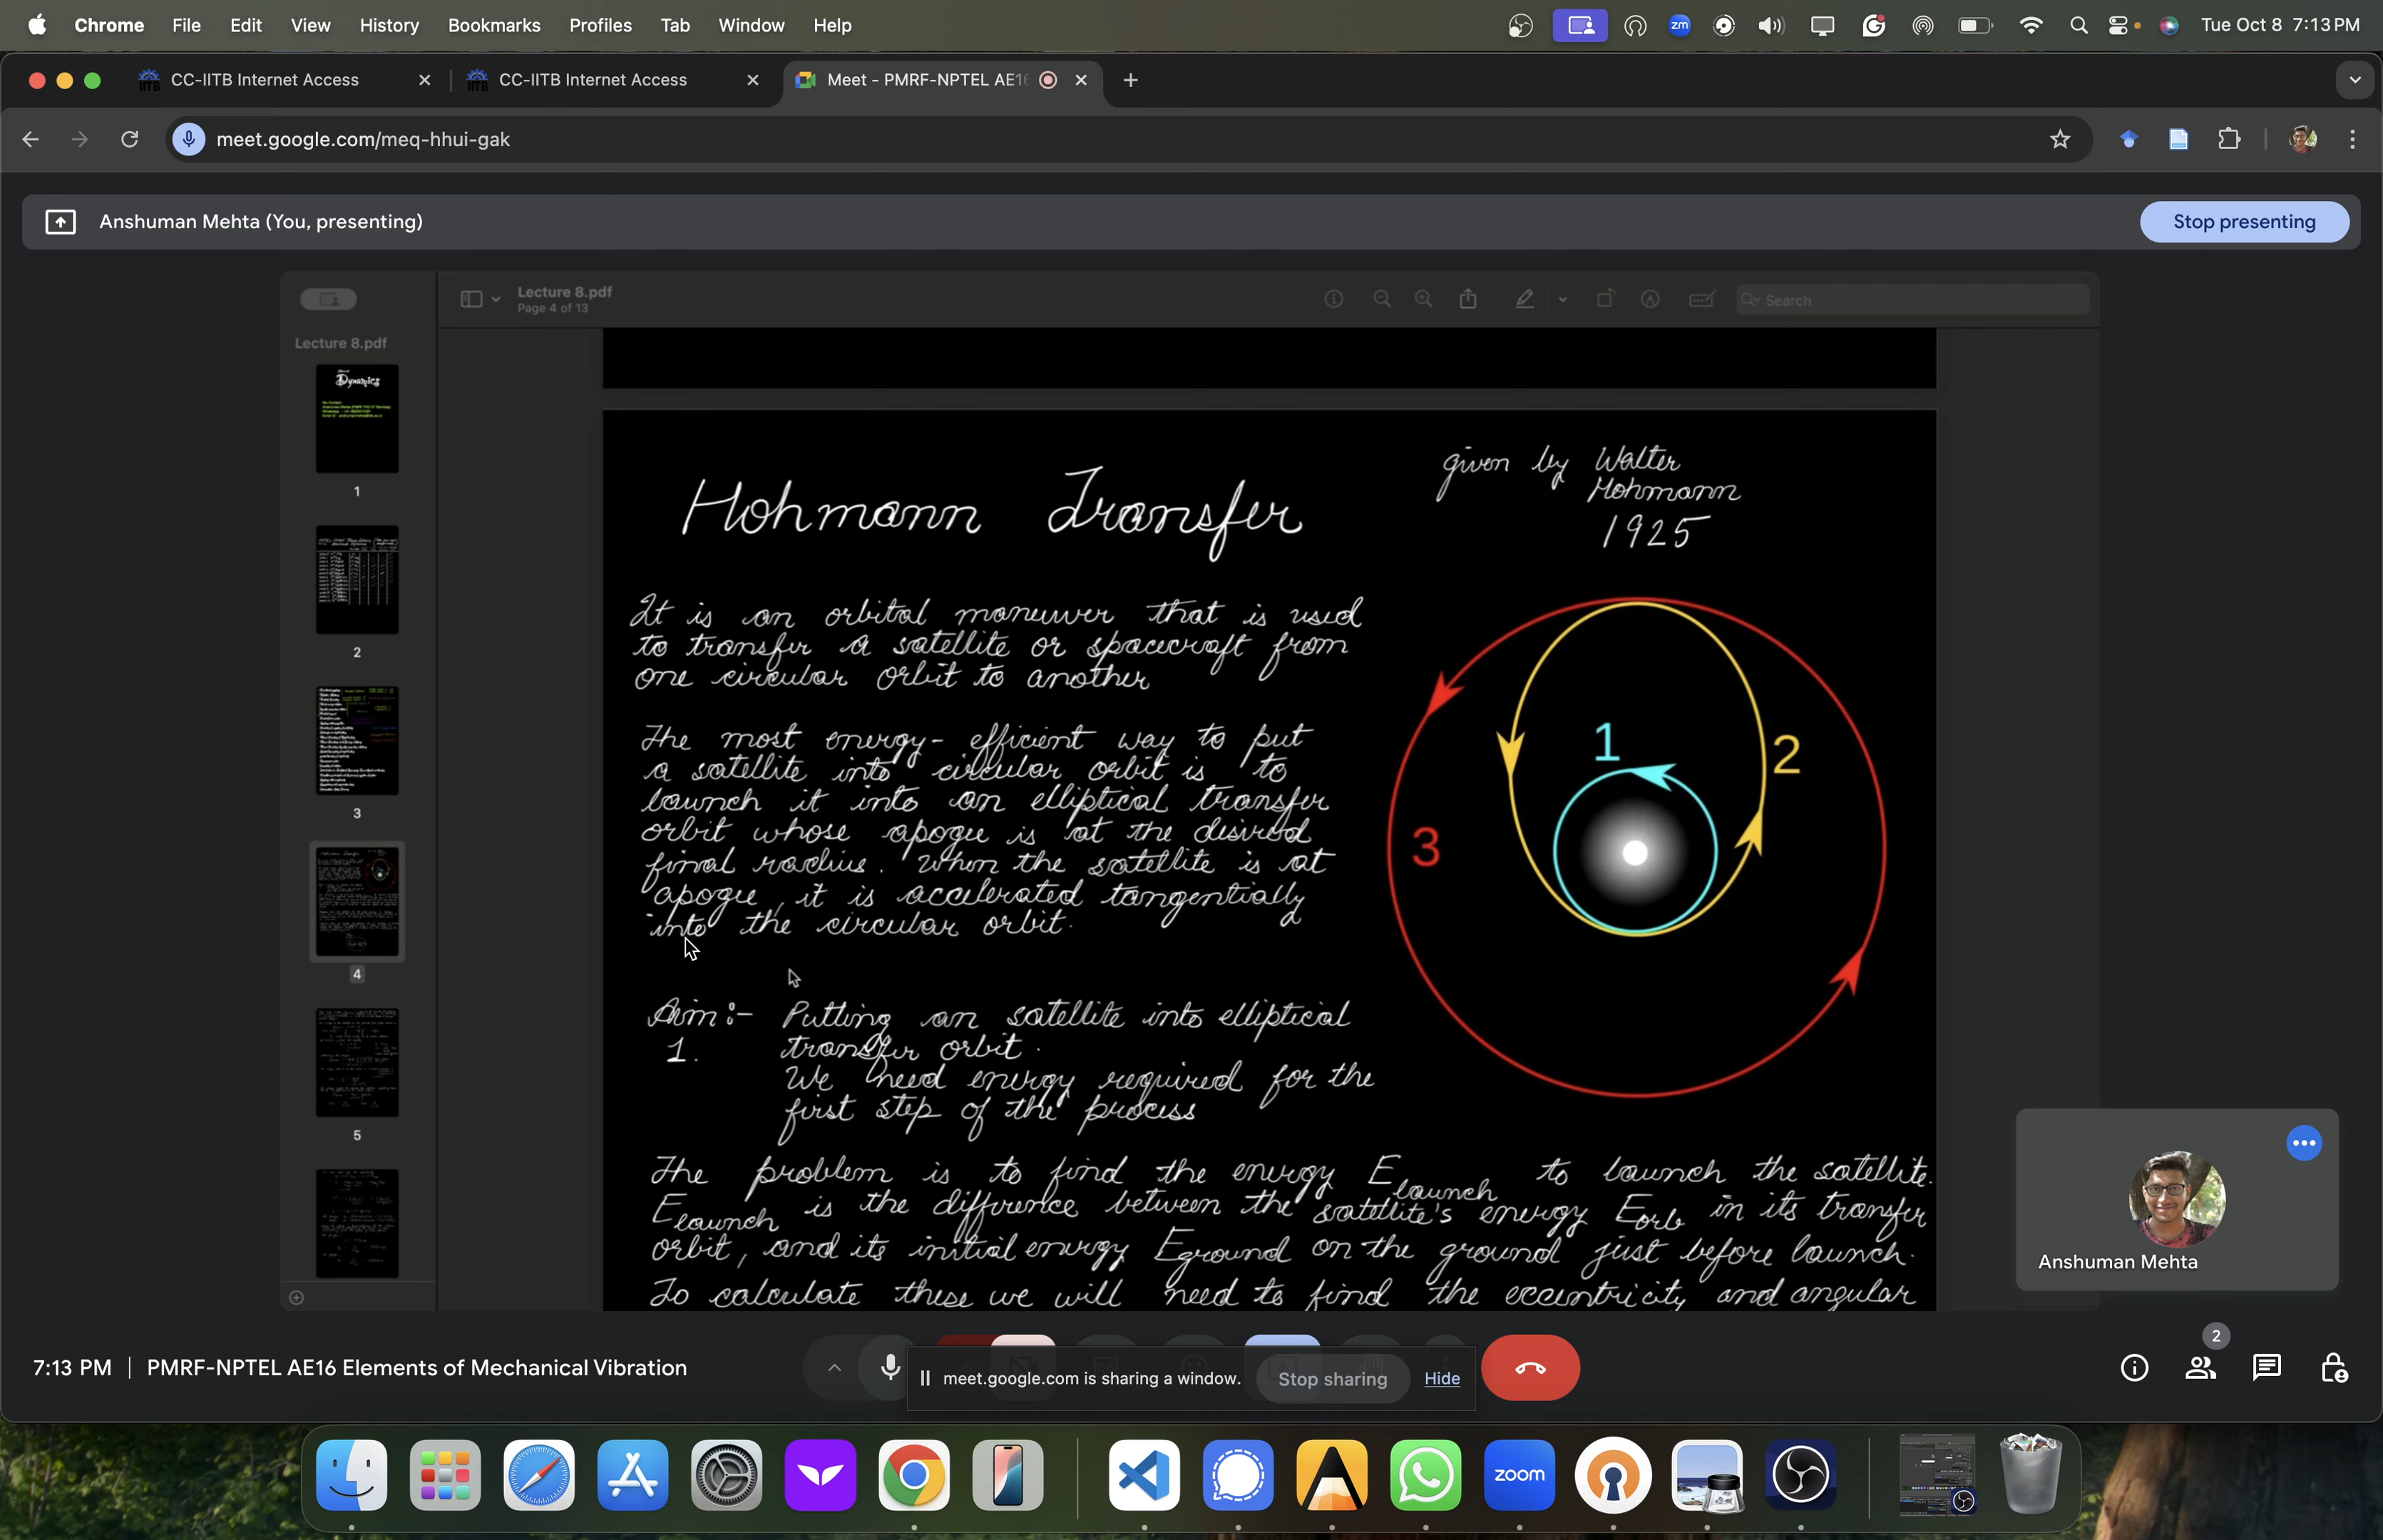 Chrome File Edit View History Bookmarks Profiles Tab Window Help
zm
Tue Oct 8 7:13 PM
CC-IITB Internet Access
CC-IITB Internet Access
Meet - PMRF-NPTEL AE16
meet.google.com/meq-hhui-gak
Anshuman Mehta (You, presenting)
Stop presenting
Lecture 8.pdf
Page 4 of 13
Search
Lecture 8.pdf
Dynamics
1
2
3
4
5
Hohmann Transfer
given by Walter
Hohmann
1925
It is an orbital maneuver that is used
to transfer a satellite or spacecraft from
one circular orbit to another
The most energy-efficient way to put
a satellite into circular orbit is to
launch it into an elliptical transfer
orbit whose apogee is at the desired
final radius. When the satellite is at
apogee, it is accelerated tangentially
into the circular orbit.
1
2
3
Aim:- Putting an satellite into elliptical
1. transfer orbit.
We need energy required for the
first step of the process
The problem is to find the energy Elaunch to launch the satellite.
Elaunch is the difference between the satellite's energy Eorb in its transfer
orbit, and its initial energy Eground on the ground just before launch.
To calculate these we will need to find the eccentricity and angular
Anshuman Mehta
7:13 PM | PMRF-NPTEL AE16 Elements of Mechanical Vibration
meet.google.com is sharing a window.
Stop sharing
Hide
2
zoom